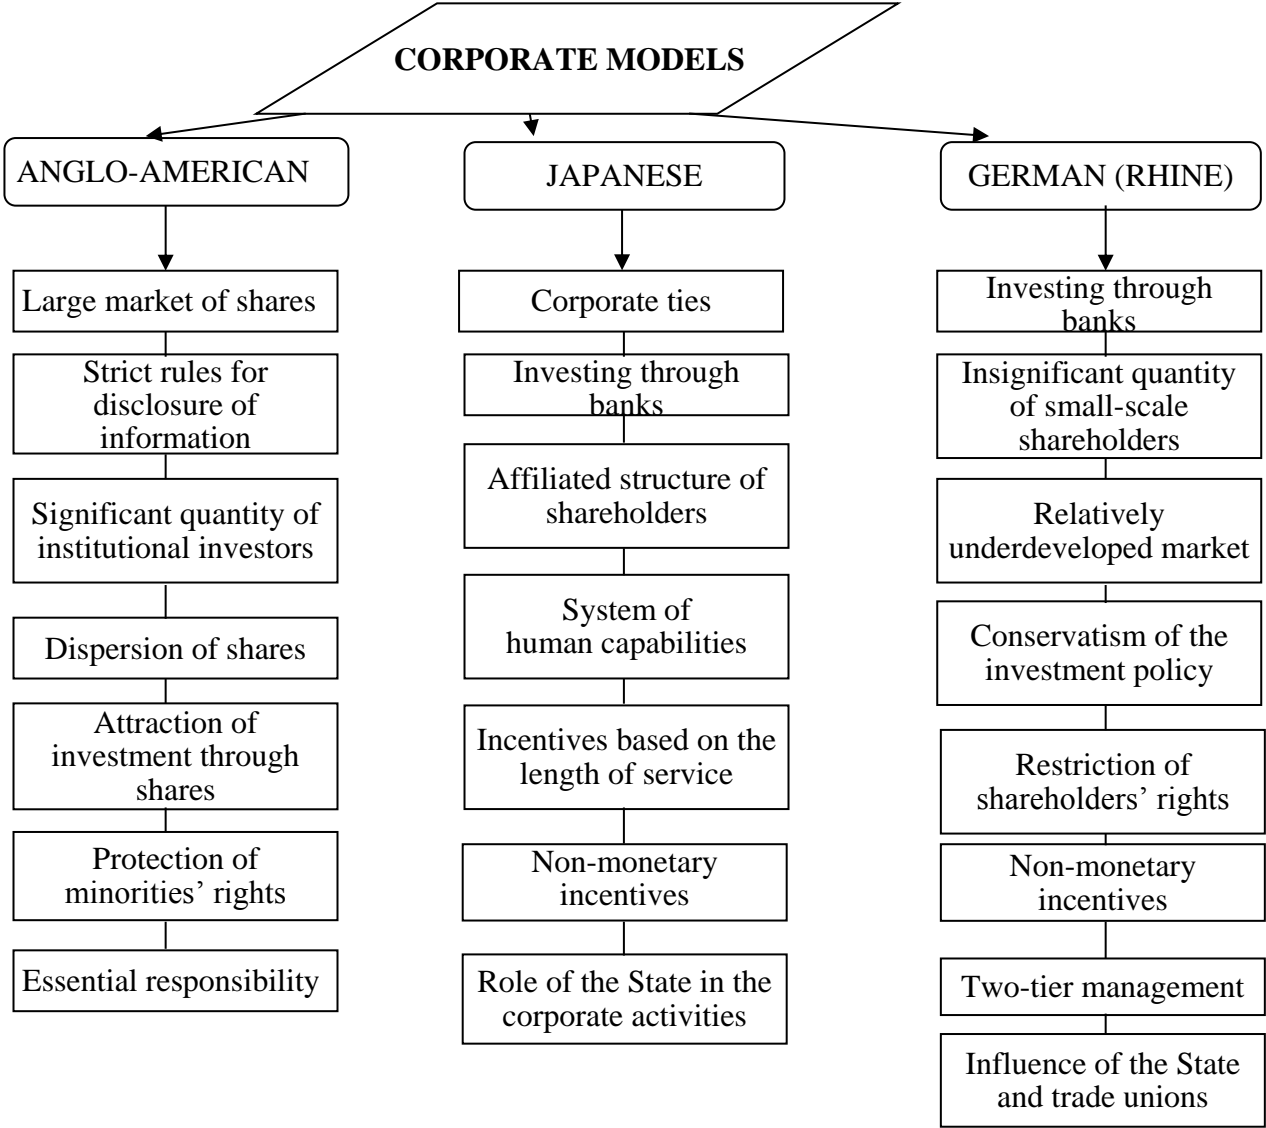 CORPORATE MODELS
ANGLO-AMERICAN
Large market of shares
Strict rules for
disclosure of
information
Significant quantity of
institutional investors
Dispersion of shares
Attraction of
investment through
shares
Protection of
minorities’ rights
Essential responsibility
JAPANESE
Corporate ties
Investing through
banks
Affiliated structure of
shareholders
System of
human capabilities
Incentives based on the
length of service
Non-monetary
incentives
Role of the State in the
corporate activities
GERMAN (RHINE)
Investing through
banks
Insignificant quantity
of small-scale
shareholders
Relatively
underdeveloped market
Conservatism of the
investment policy
Restriction of
shareholders’ rights
Non-monetary
incentives
Two-tier management
Influence of the State
and trade unions